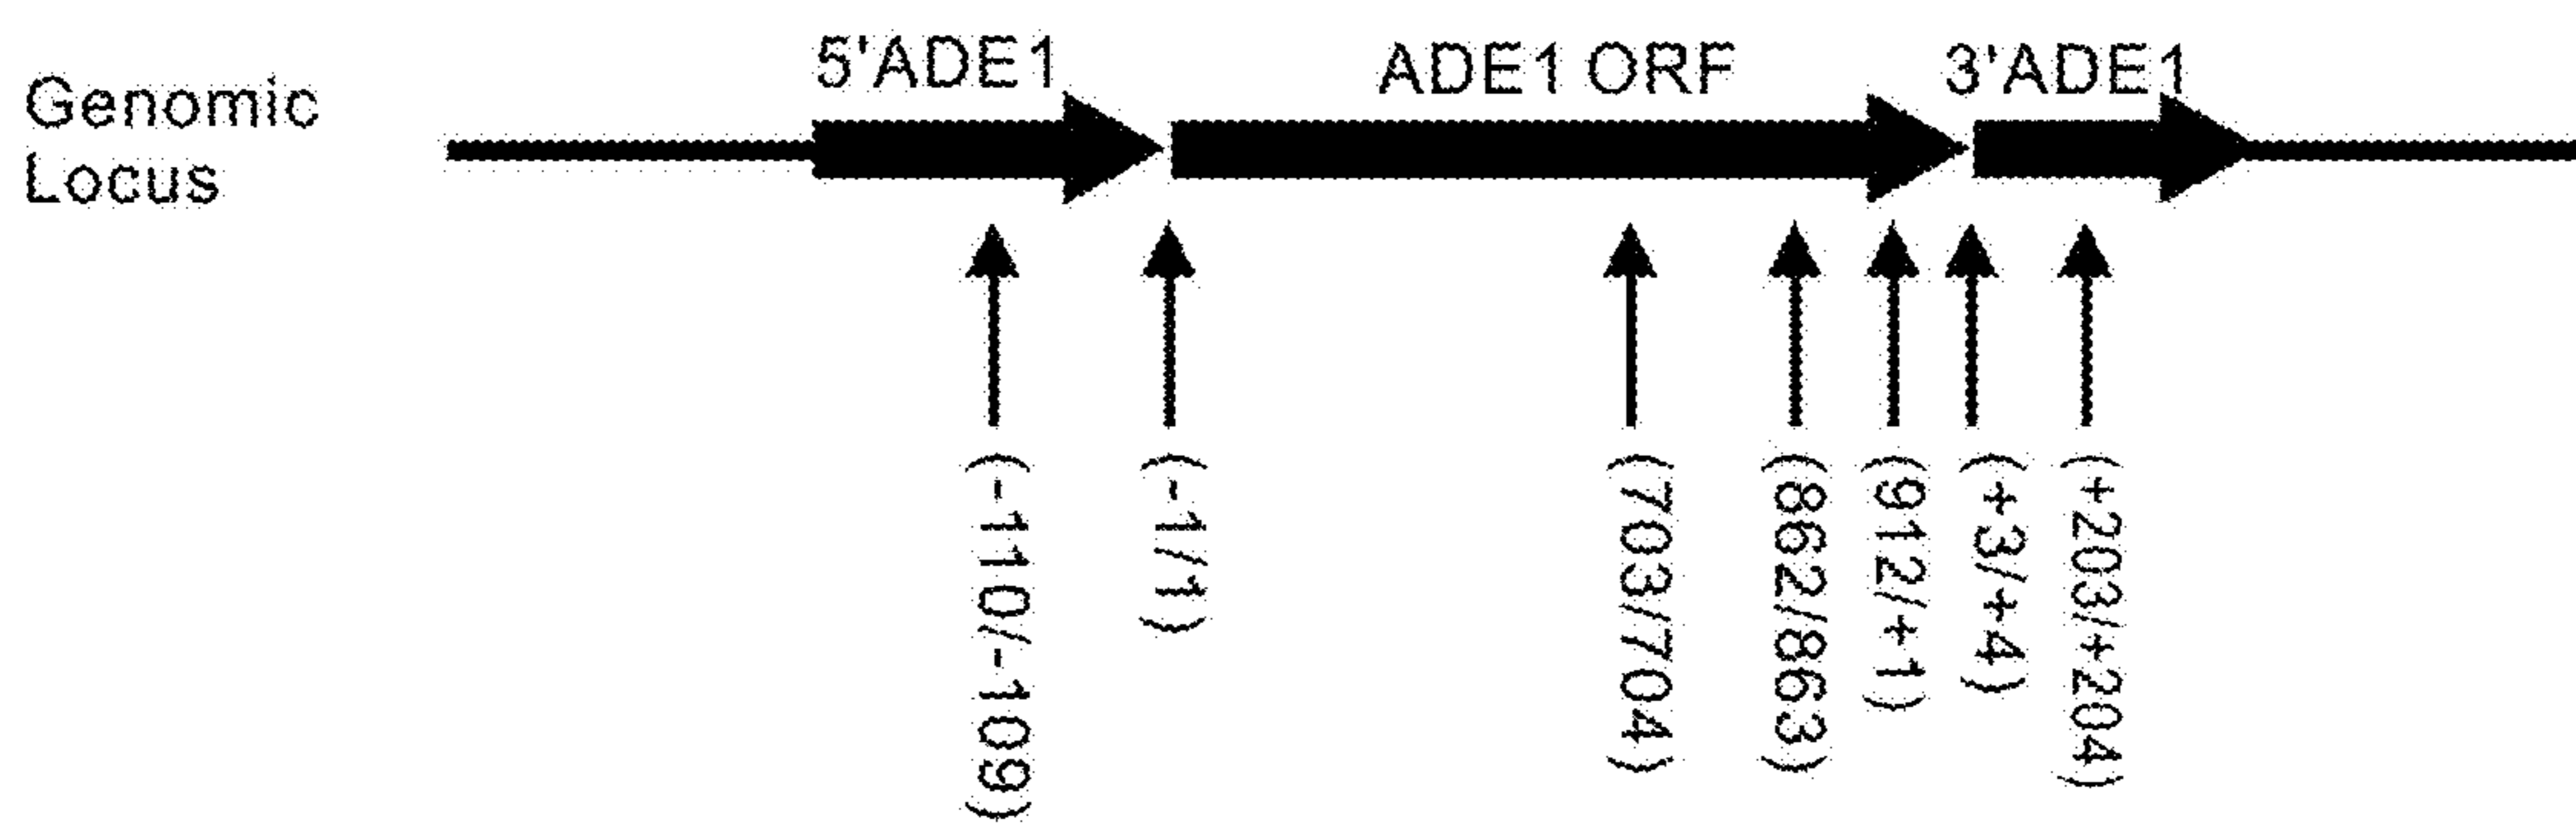 5'ADE1 ADE1 ORF 3'ADE1
Genomic
Locus
(-110/-109)
(-1/1)
(703/704)
(862/863)
(912/+1)
(+3/+4)
(+203/+204)